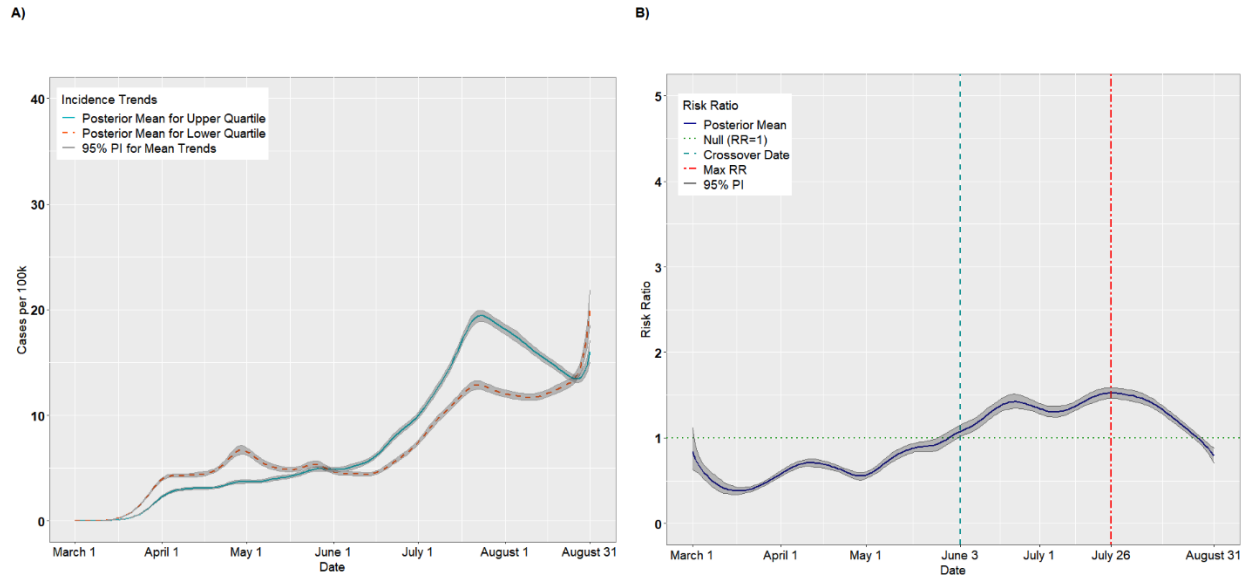 A)
Incidence Trends
Posterior Mean for Upper Quartile
Posterior Mean for Lower Quartile
95% PI for Mean Trends
Cases per 100k
40
30
20
10
0
March 1
April 1
May 1
June 1
July 1
August 1
August 31
Date
B)
Risk Ratio
Posterior Mean
Null (RR=1)
Crossover Date
Max RR
95% PI
Risk Ratio
5
4
3
2
1
0
March 1
April 1
May 1
June 3
July 1
July 26
August 31
Date